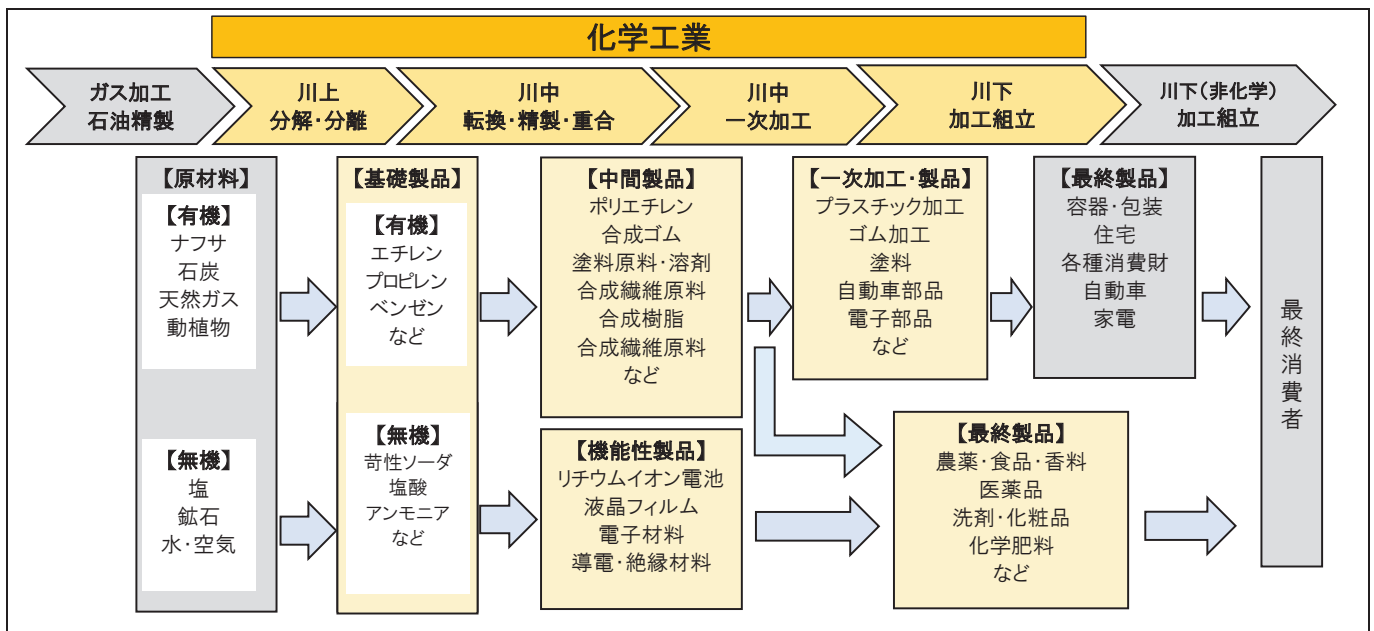 化学工業
ガス加工
石油精製
川上
分解・分離
川中
転換・精製・重合
川中
一次加工
川下
加工組立
川下(非化学)
加工組立
【原材料】
【有機】
ナフサ
石炭
天然ガス
動植物
【無機】
塩
鉱石
水・空気
【基礎製品】
【有機】
エチレン
プロピレン
ベンゼン
など
【無機】
苛性ソーダ
塩酸
アンモニア
など
【中間製品】
ポリエチレン
合成ゴム
塗料原料・溶剤
合成繊維原料
合成樹脂
合成繊維原料
など
【機能性製品】
リチウムイオン電池
液晶フィルム
電子材料
導電・絶縁材料
【一次加工・製品】
プラスチック加工
ゴム加工
塗料
自動車部品
電子部品
など
【最終製品】
容器・包装
住宅
各種消費財
自動車
家電
【最終製品】
農薬・食品・香料
医薬品
洗剤・化粧品
化学肥料
など
最終消費者